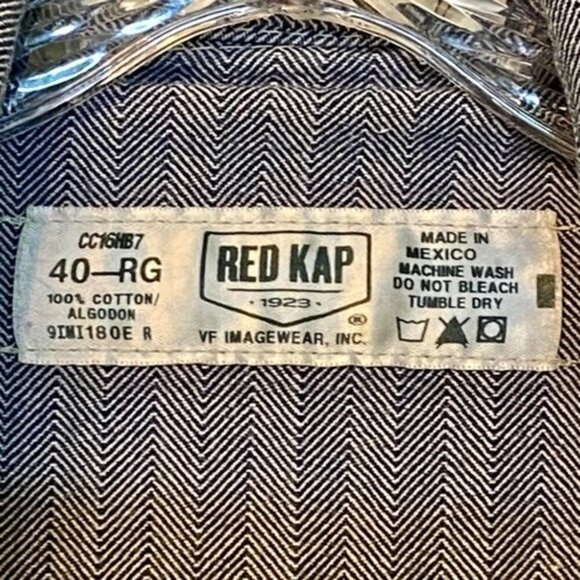 CC16HB7
40—RG
100% COTTON/
ALGODON
9IMI180E R
RED KAP
· 1923 ·
®
VF IMAGEWEAR, INC.
MADE IN
MEXICO
MACHINE WASH
DO NOT BLEACH
TUMBLE DRY